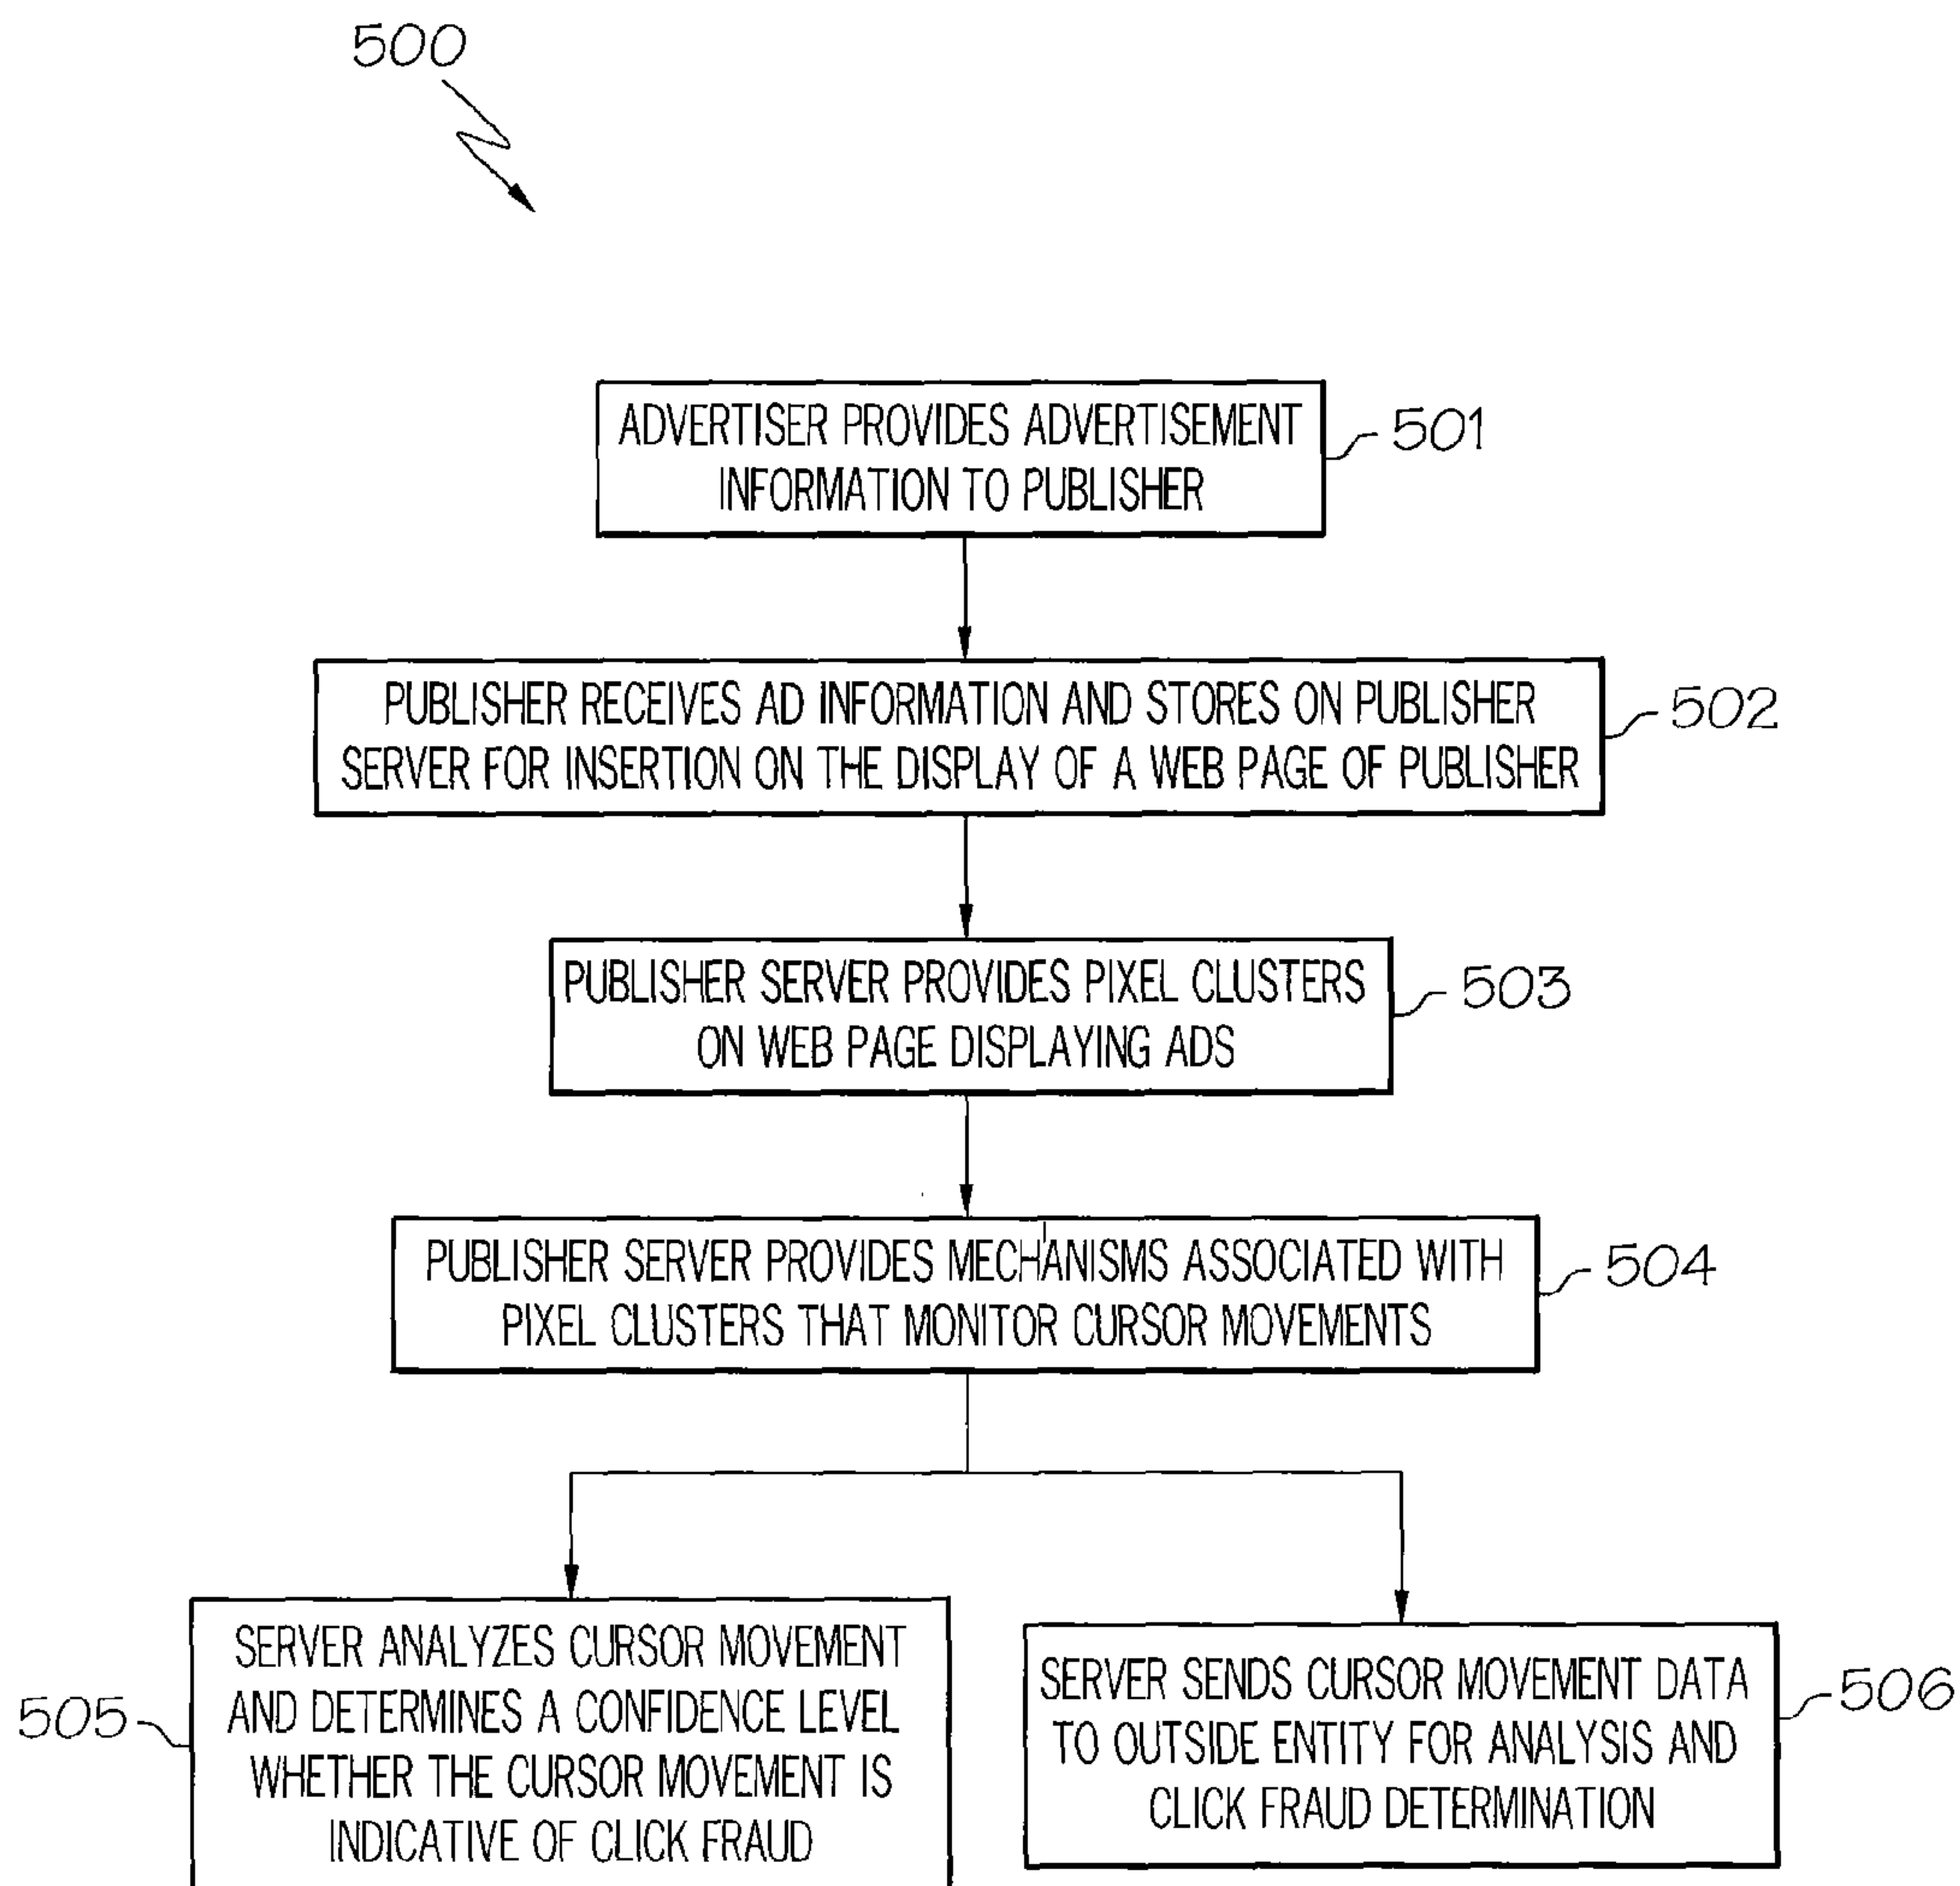 500
ADVERTISER PROVIDES ADVERTISEMENT
INFORMATION TO PUBLISHER
501
PUBLISHER RECEIVES AD INFORMATION AND STORES ON PUBLISHER
SERVER FOR INSERTION ON THE DISPLAY OF A WEB PAGE OF PUBLISHER
502
PUBLISHER SERVER PROVIDES PIXEL CLUSTERS
ON WEB PAGE DISPLAYING ADS
503
PUBLISHER SERVER PROVIDES MECHANISMS ASSOCIATED WITH
PIXEL CLUSTERS THAT MONITOR CURSOR MOVEMENTS
504
505
SERVER ANALYZES CURSOR MOVEMENT
AND DETERMINES A CONFIDENCE LEVEL
WHETHER THE CURSOR MOVEMENT IS
INDICATIVE OF CLICK FRAUD
SERVER SENDS CURSOR MOVEMENT DATA
TO OUTSIDE ENTITY FOR ANALYSIS AND
CLICK FRAUD DETERMINATION
506